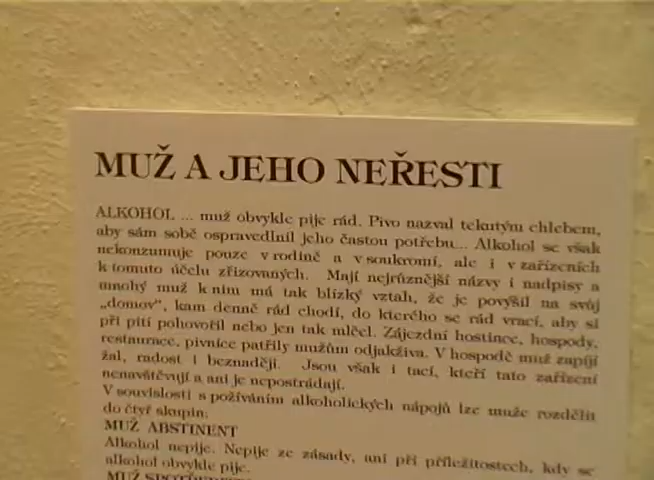 MUŽ A JEHO NEŘESTI
ALKOHOL ... muž obvykle pije rád. Pivo nazval tekutým chlebem,
aby sám sobě ospravedlnil jeho častou potřebu... Alkohol se však
nekonzumuje pouze v rodině a v soukromí, ale i v zařízeních
k tomuto účelu zřizovaných. Mají nejrůznější názvy i nadpisy a
mnohý muž k nim má tak blízký vztah, že je povýšil na svůj
„domov“, kam denně rád chodí, do kterého se rád vrací, aby si
při pití pohovořil nebo jen tak mlčel. Zájezdní hostince, hospody,
restaurace, pivnice patřily mužům odjakživa. V hospodě muž zapíjí
žal, radost i beznaději. Jsou však i tací, kteří tato zařízení
nenavštěvují a ani je nepostrádají.
V souvislosti s požíváním alkoholických nápojů lze muže rozdělit
do čtyř skupin:
MUŽ ABSTINENT
Alkohol nepije. Nepije ze zásady, ani při příležitostech, kdy se
alkohol obvykle pije.
MUŽ